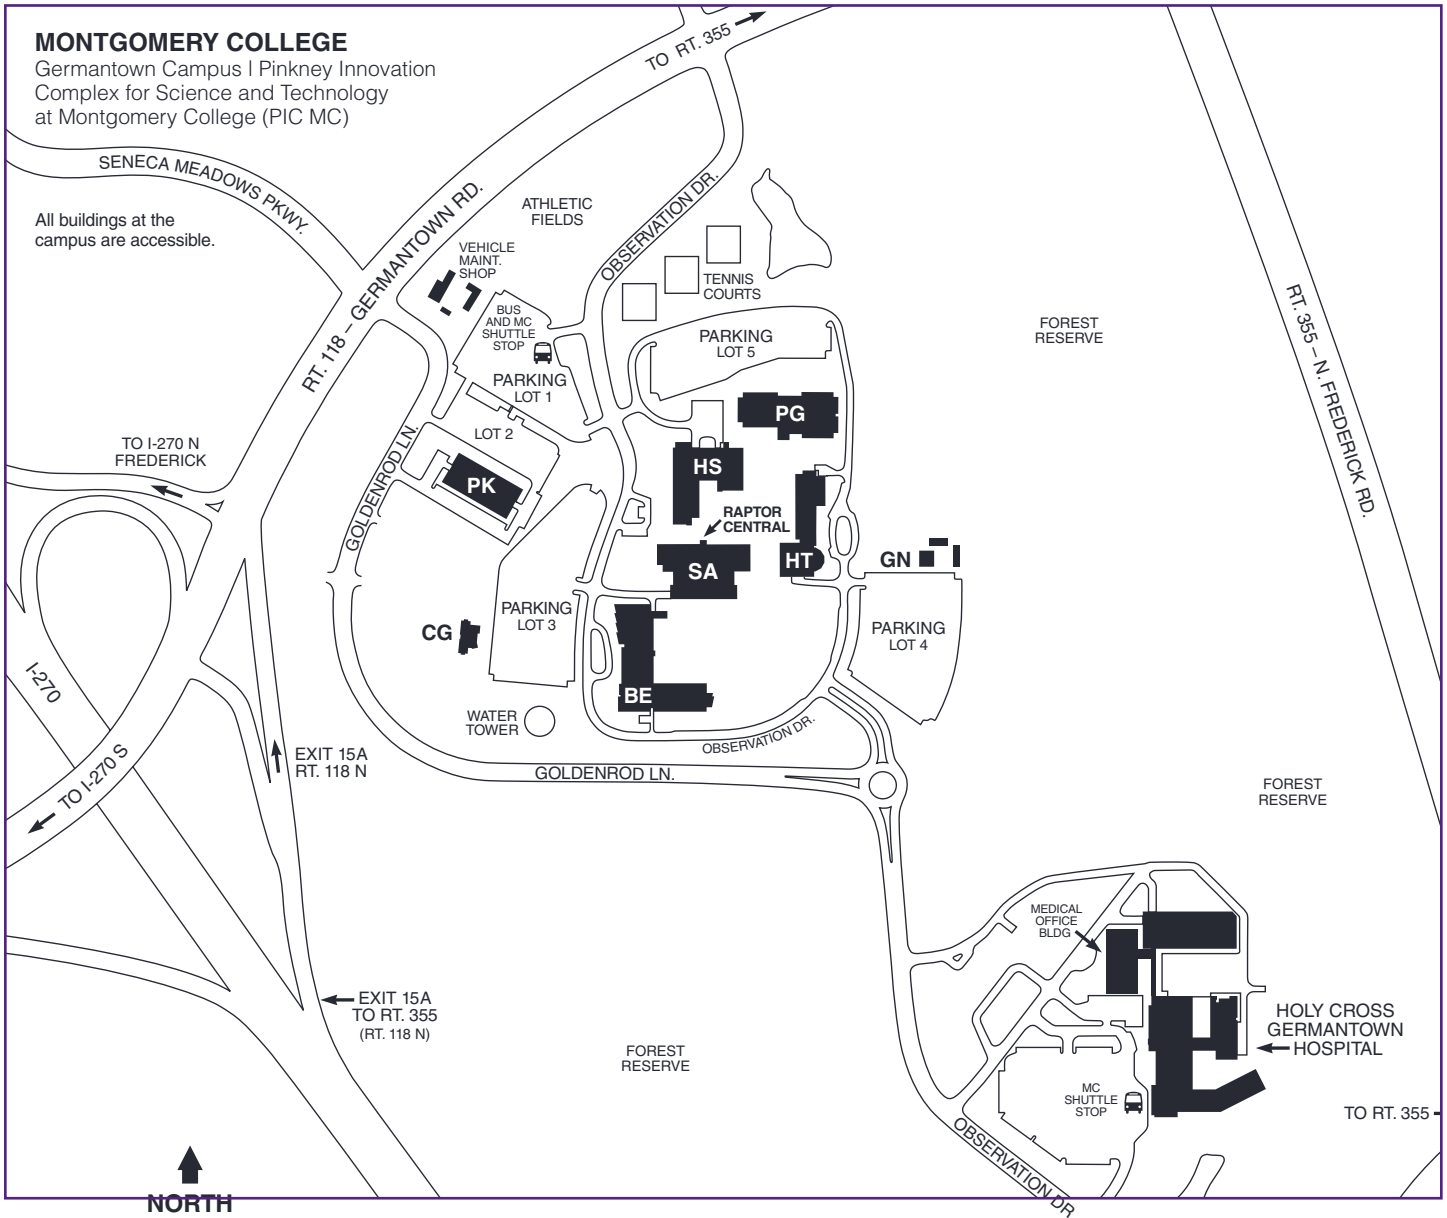 MONTGOMERY COLLEGE
Germantown Campus | Pinkney Innovation
Complex for Science and Technology
at Montgomery College (PIC MC)
TO RT. 355
SENECA MEADOWS PKWY.
All buildings at the
campus are accessible.
RT. 118 – GERMANTOWN RD.
ATHLETIC
FIELDS
OBSERVATION DR.
VEHICLE
MAINT.
SHOP
TENNIS
COURTS
BUS
AND MC
SHUTTLE
STOP
PARKING
LOT 5
FOREST
RESERVE
RT. 355 – N. FREDERICK RD.
PARKING
LOT 1
PG
LOT 2
TO I-270 N
FREDERICK
GOLDENROD LN.
PK
HS
RAPTOR
CENTRAL
SA
HT
GN
PARKING
LOT 3
CG
PARKING
LOT 4
I-270
BE
WATER
TOWER
OBSERVATION DR.
EXIT 15A
RT. 118 N
GOLDENROD LN.
TO I-270 S
FOREST
RESERVE
MEDICAL
OFFICE
BLDG
EXIT 15A
TO RT. 355
(RT. 118 N)
HOLY CROSS
GERMANTOWN
HOSPITAL
FOREST
RESERVE
MC
SHUTTLE
STOP
TO RT. 355
OBSERVATION DR
NORTH